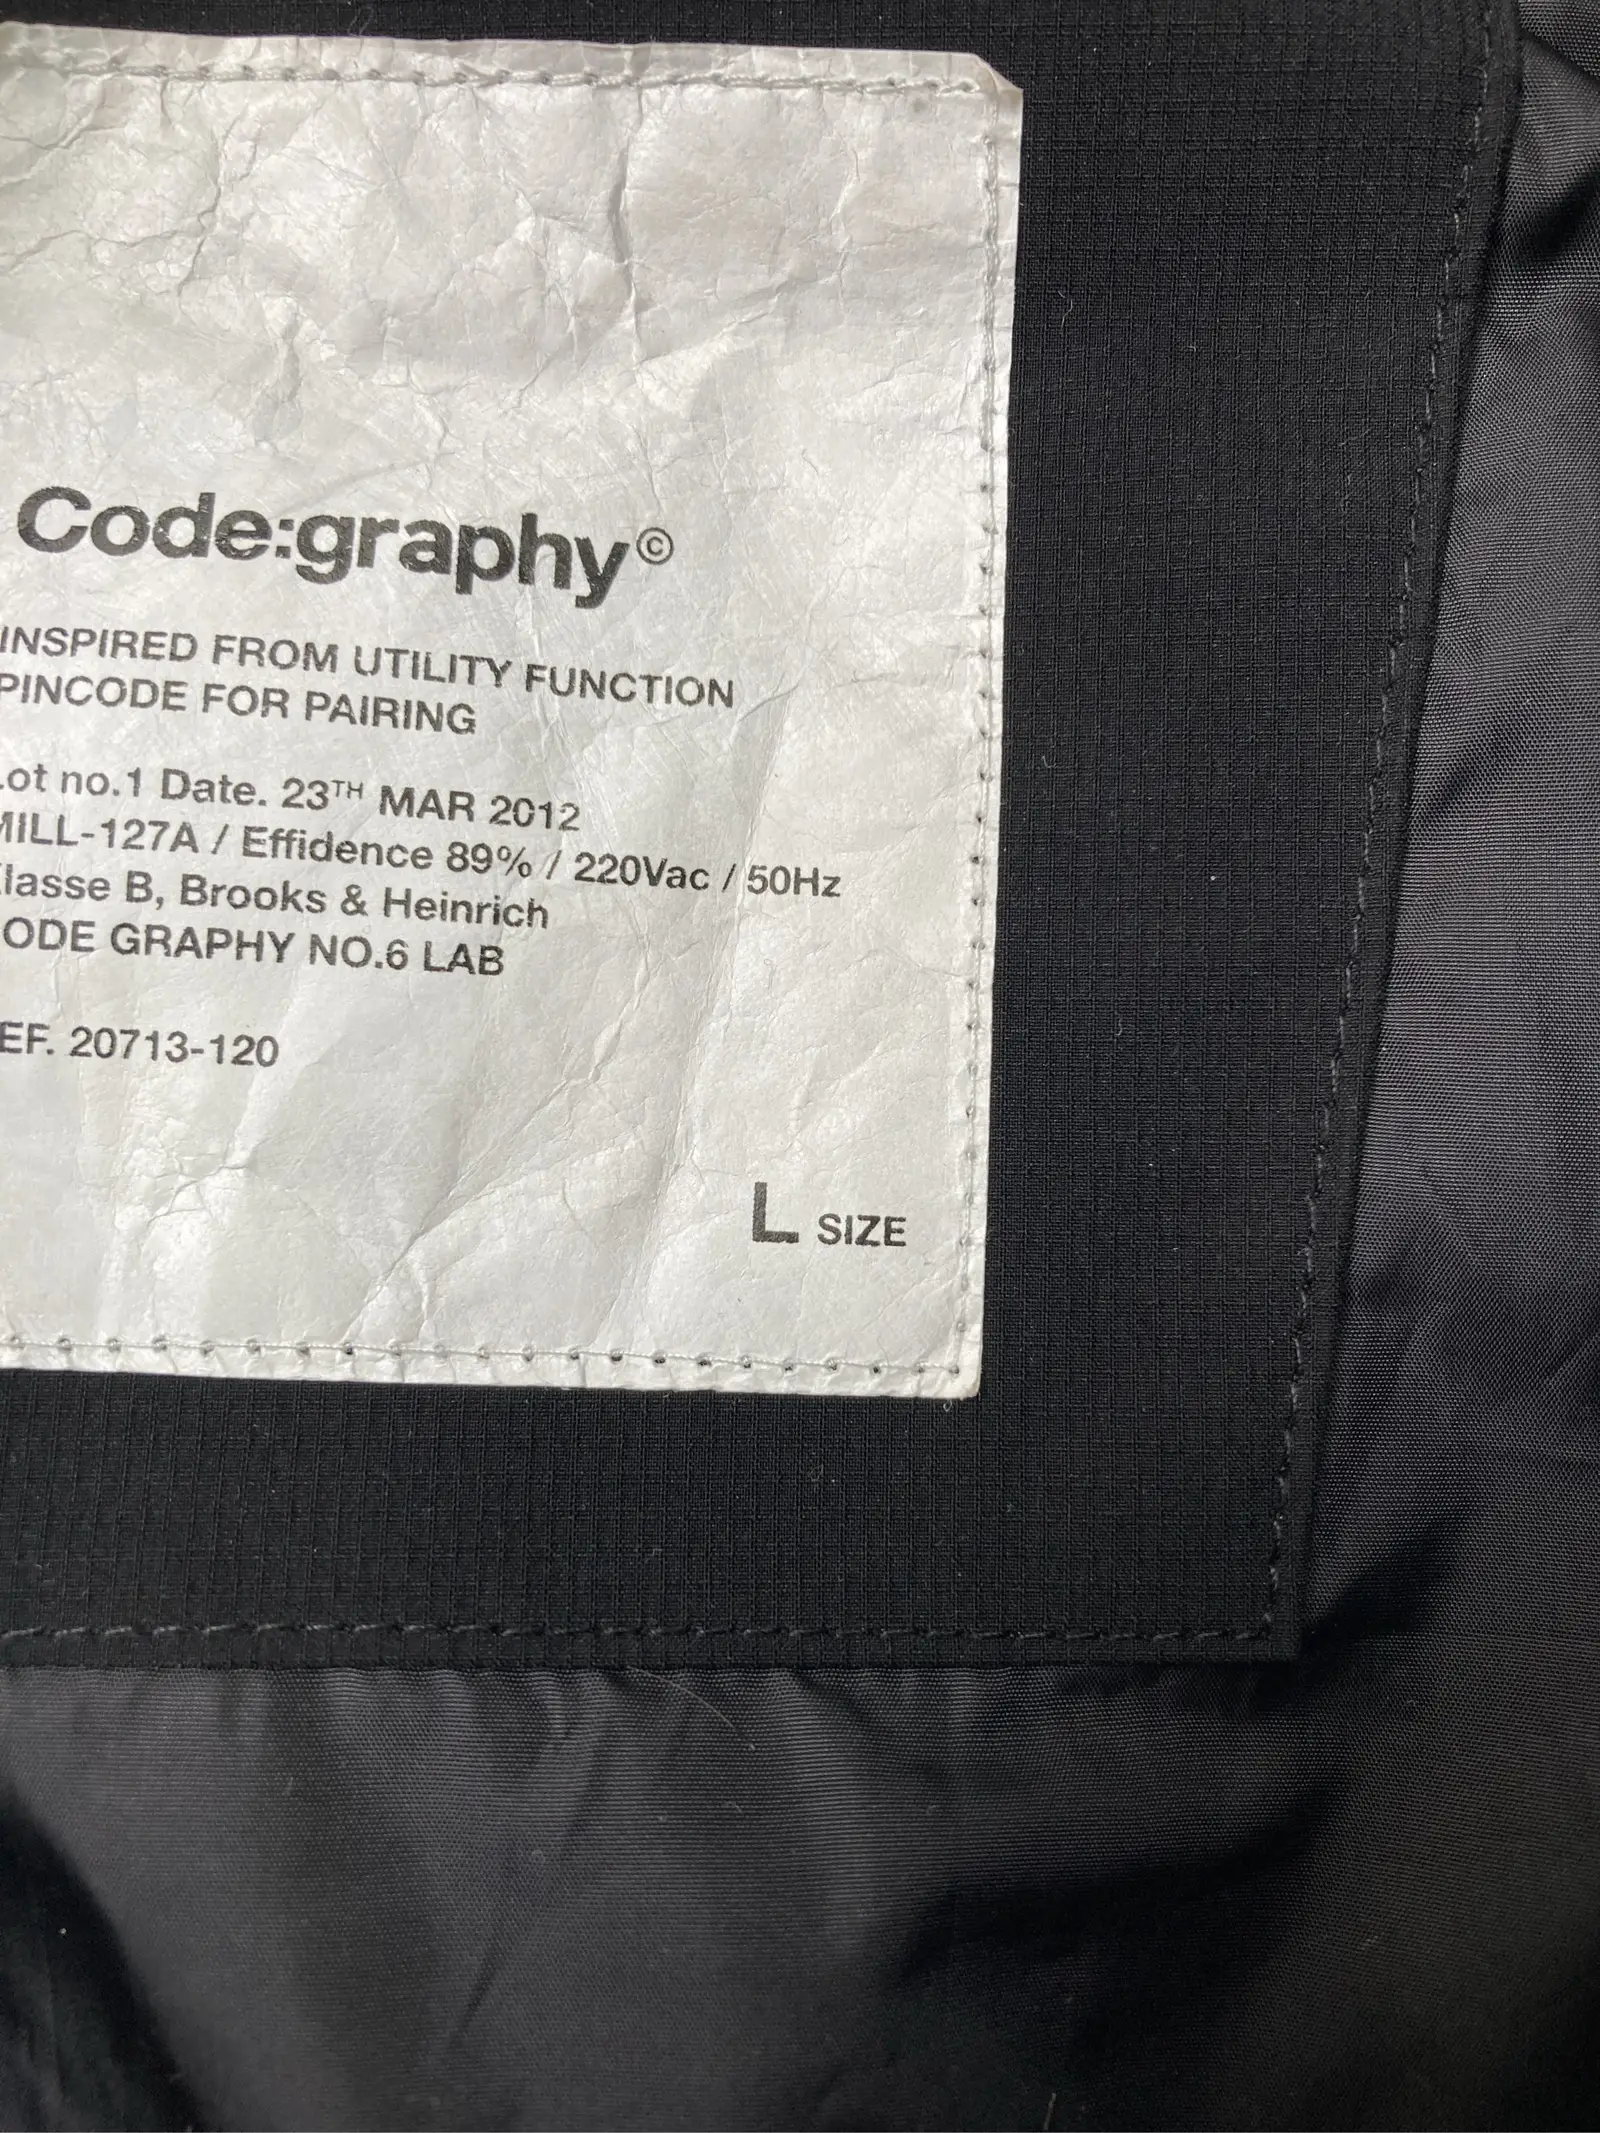 Code:graphy©
INSPIRED FROM UTILITY FUNCTION
PINCODE FOR PAIRING
Lot no.1 Date. 23TH MAR 2012
MILL-127A / Effidence 89% / 220Vac / 50Hz
Klasse B, Brooks & Heinrich
ODE GRAPHY NO.6 LAB
EF. 20713-120
L SIZE